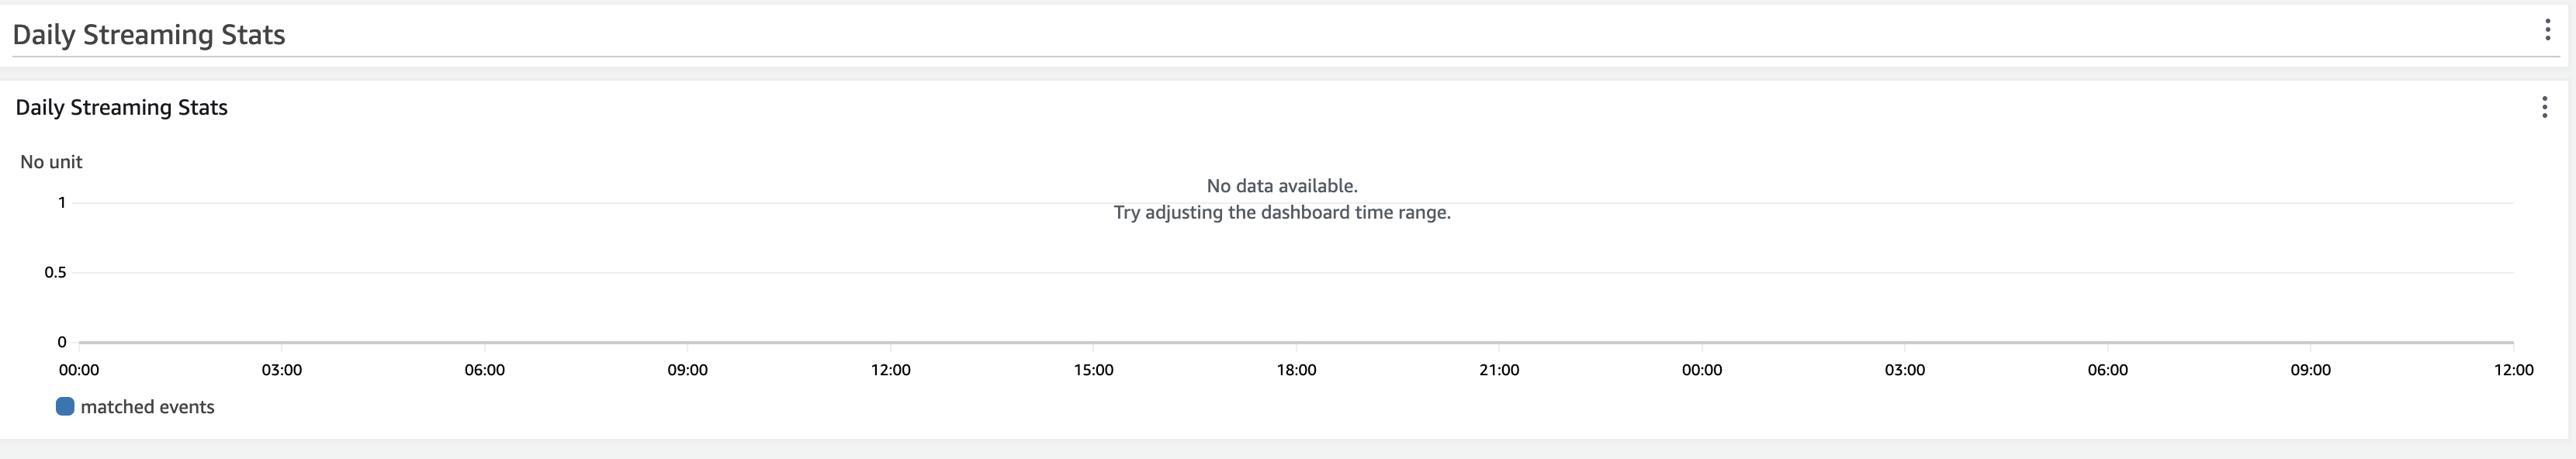 Daily Streaming Stats
Daily Streaming Stats
No unit
No data available.
Try adjusting the dashboard time range.
1
0.5
0
00:00 03:00 06:00 09:00 12:00 15:00 18:00 21:00 00:00 03:00 06:00 09:00 12:00
matched events